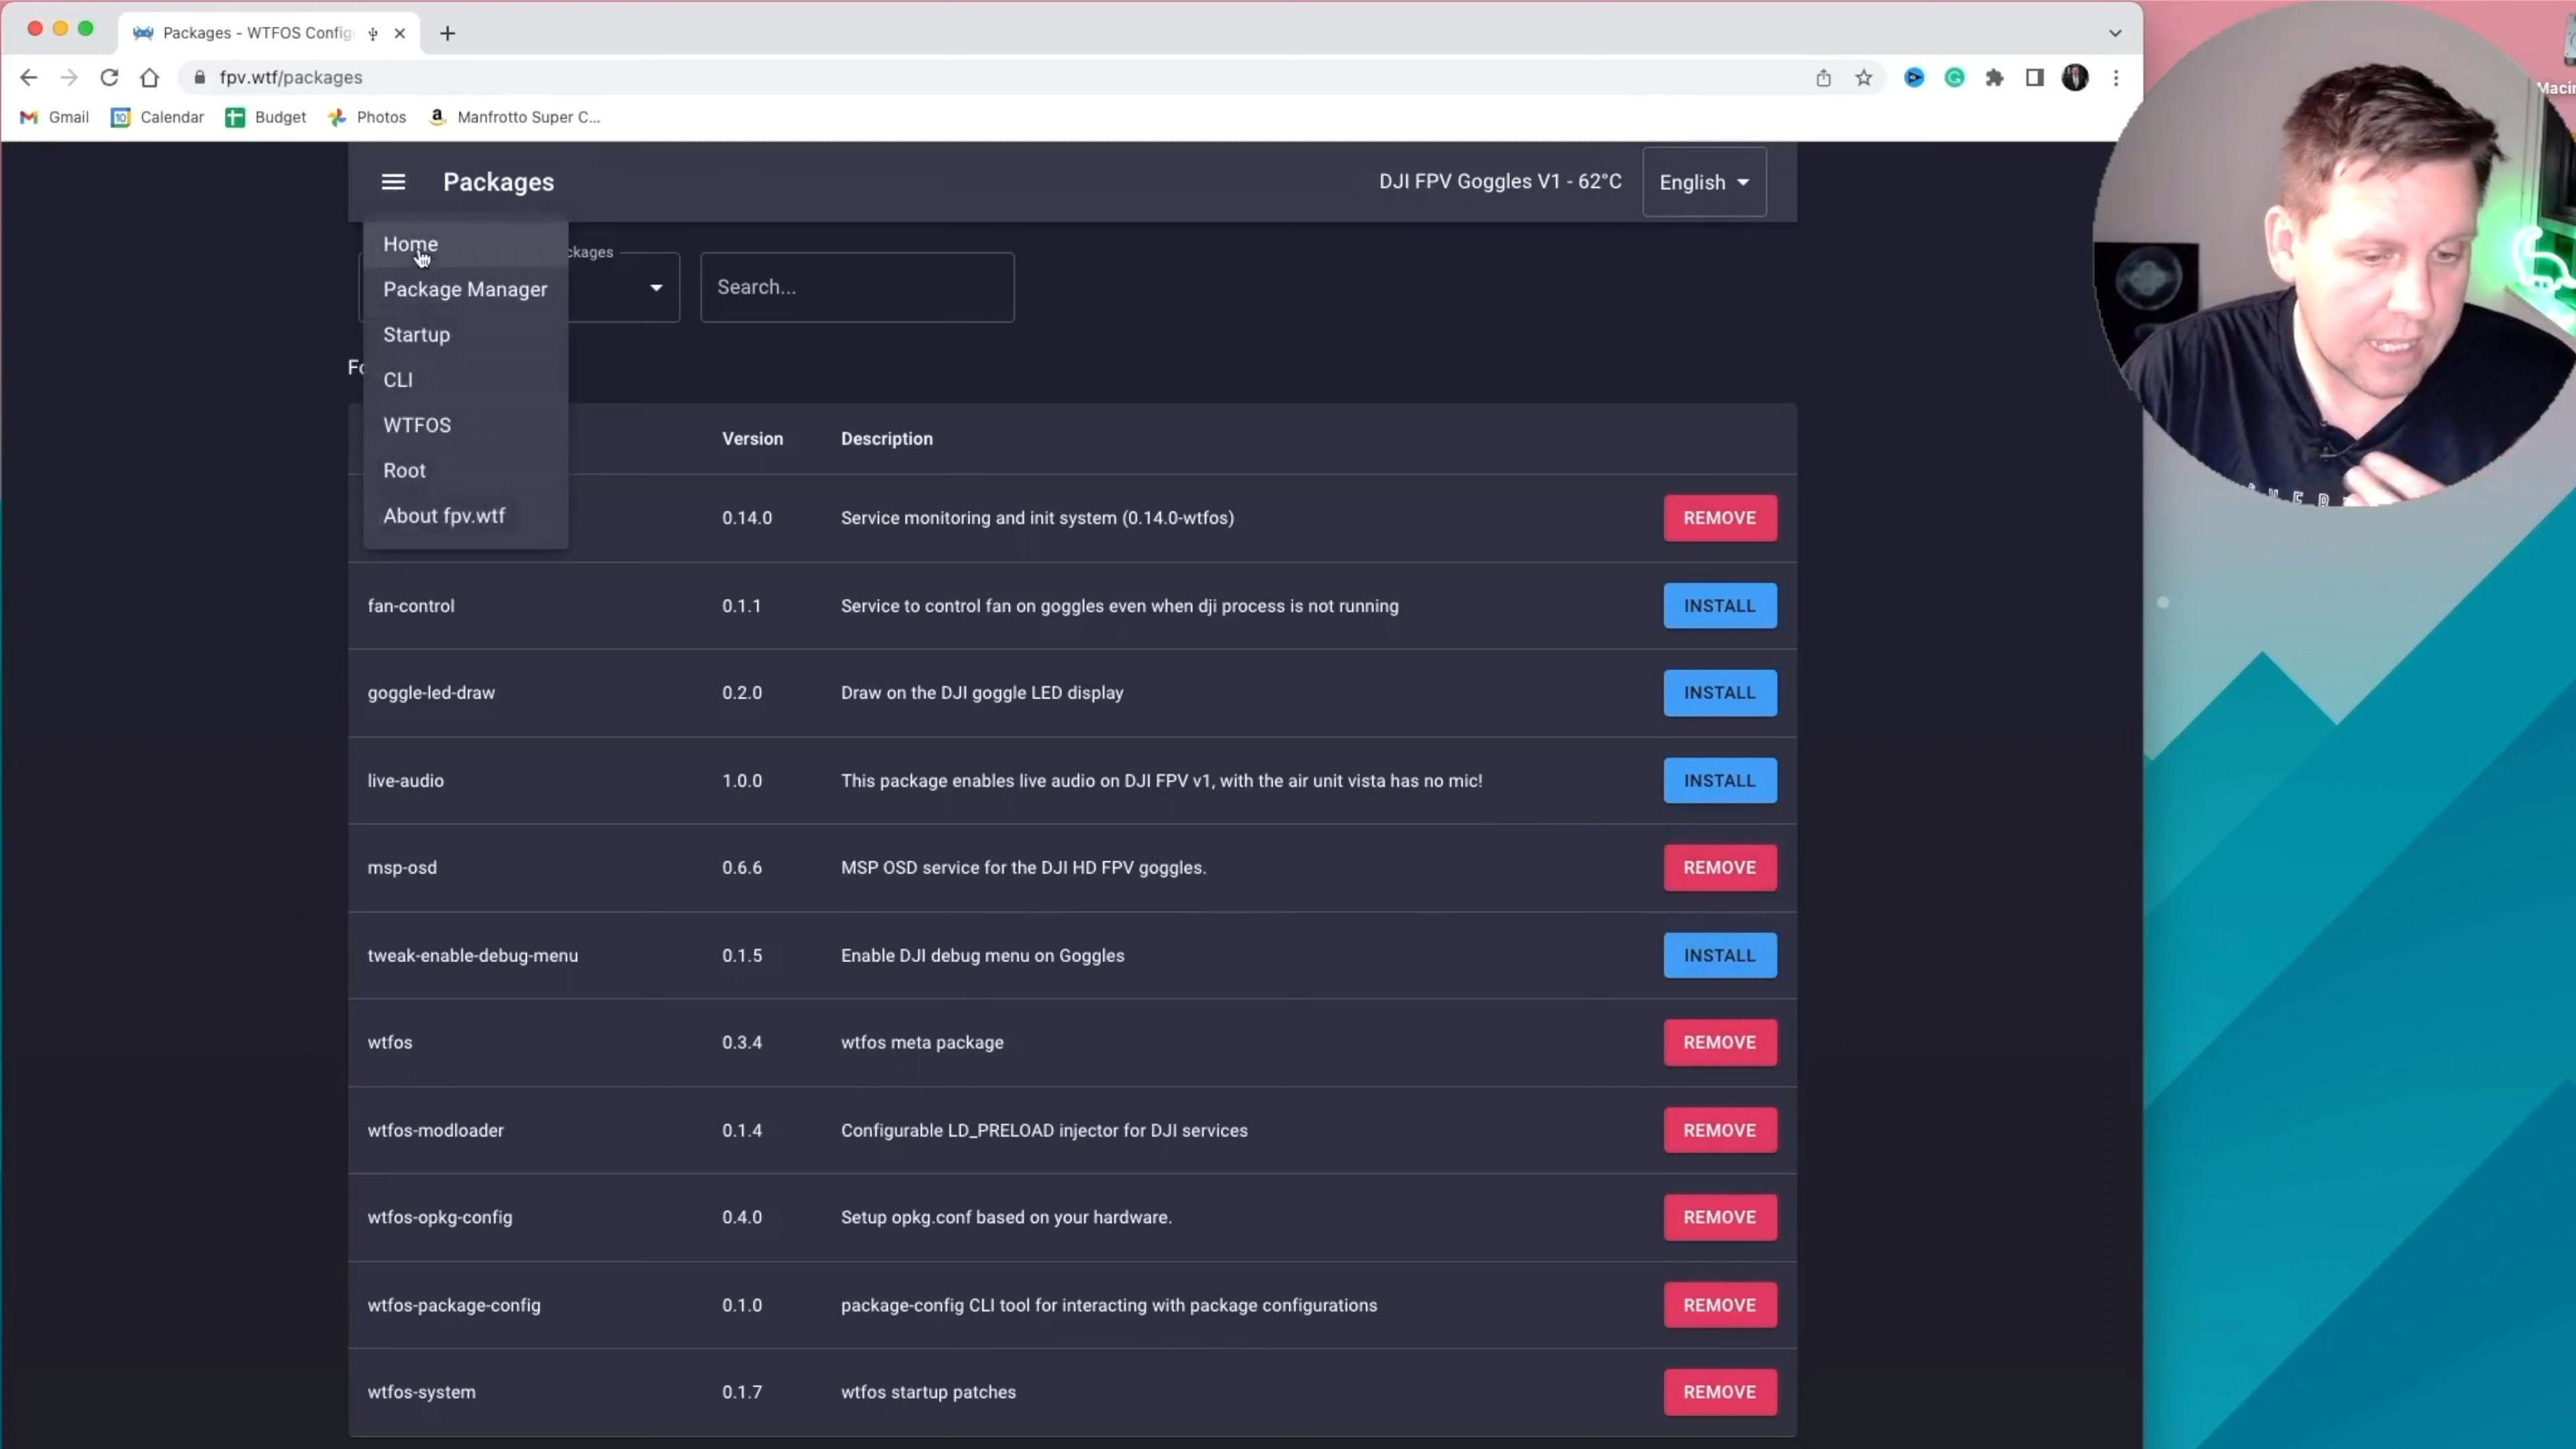 Packages - WTFOS Config
fpv.wtf/packages
Gmail
10 Calendar
Budget
Photos
Manfrotto Super C...
Packages
DJI FPV Goggles V1 - 62°C
English
Home
Package Manager
Startup
CLI
WTFOS
Root
About fpv.wtf
ckages
Search...
Fo
Version Description
0.14.0 Service monitoring and init system (0.14.0-wtfos) REMOVE
fan-control 0.1.1 Service to control fan on goggles even when dji process is not running INSTALL
goggle-led-draw 0.2.0 Draw on the DJI goggle LED display INSTALL
live-audio 1.0.0 This package enables live audio on DJI FPV v1, with the air unit vista has no mic! INSTALL
msp-osd 0.6.6 MSP OSD service for the DJI HD FPV goggles. REMOVE
tweak-enable-debug-menu 0.1.5 Enable DJI debug menu on Goggles INSTALL
wtfos 0.3.4 wtfos meta package REMOVE
wtfos-modloader 0.1.4 Configurable LD_PRELOAD injector for DJI services REMOVE
wtfos-opkg-config 0.4.0 Setup opkg.conf based on your hardware. REMOVE
wtfos-package-config 0.1.0 package-config CLI tool for interacting with package configurations REMOVE
wtfos-system 0.1.7 wtfos startup patches REMOVE
Macin